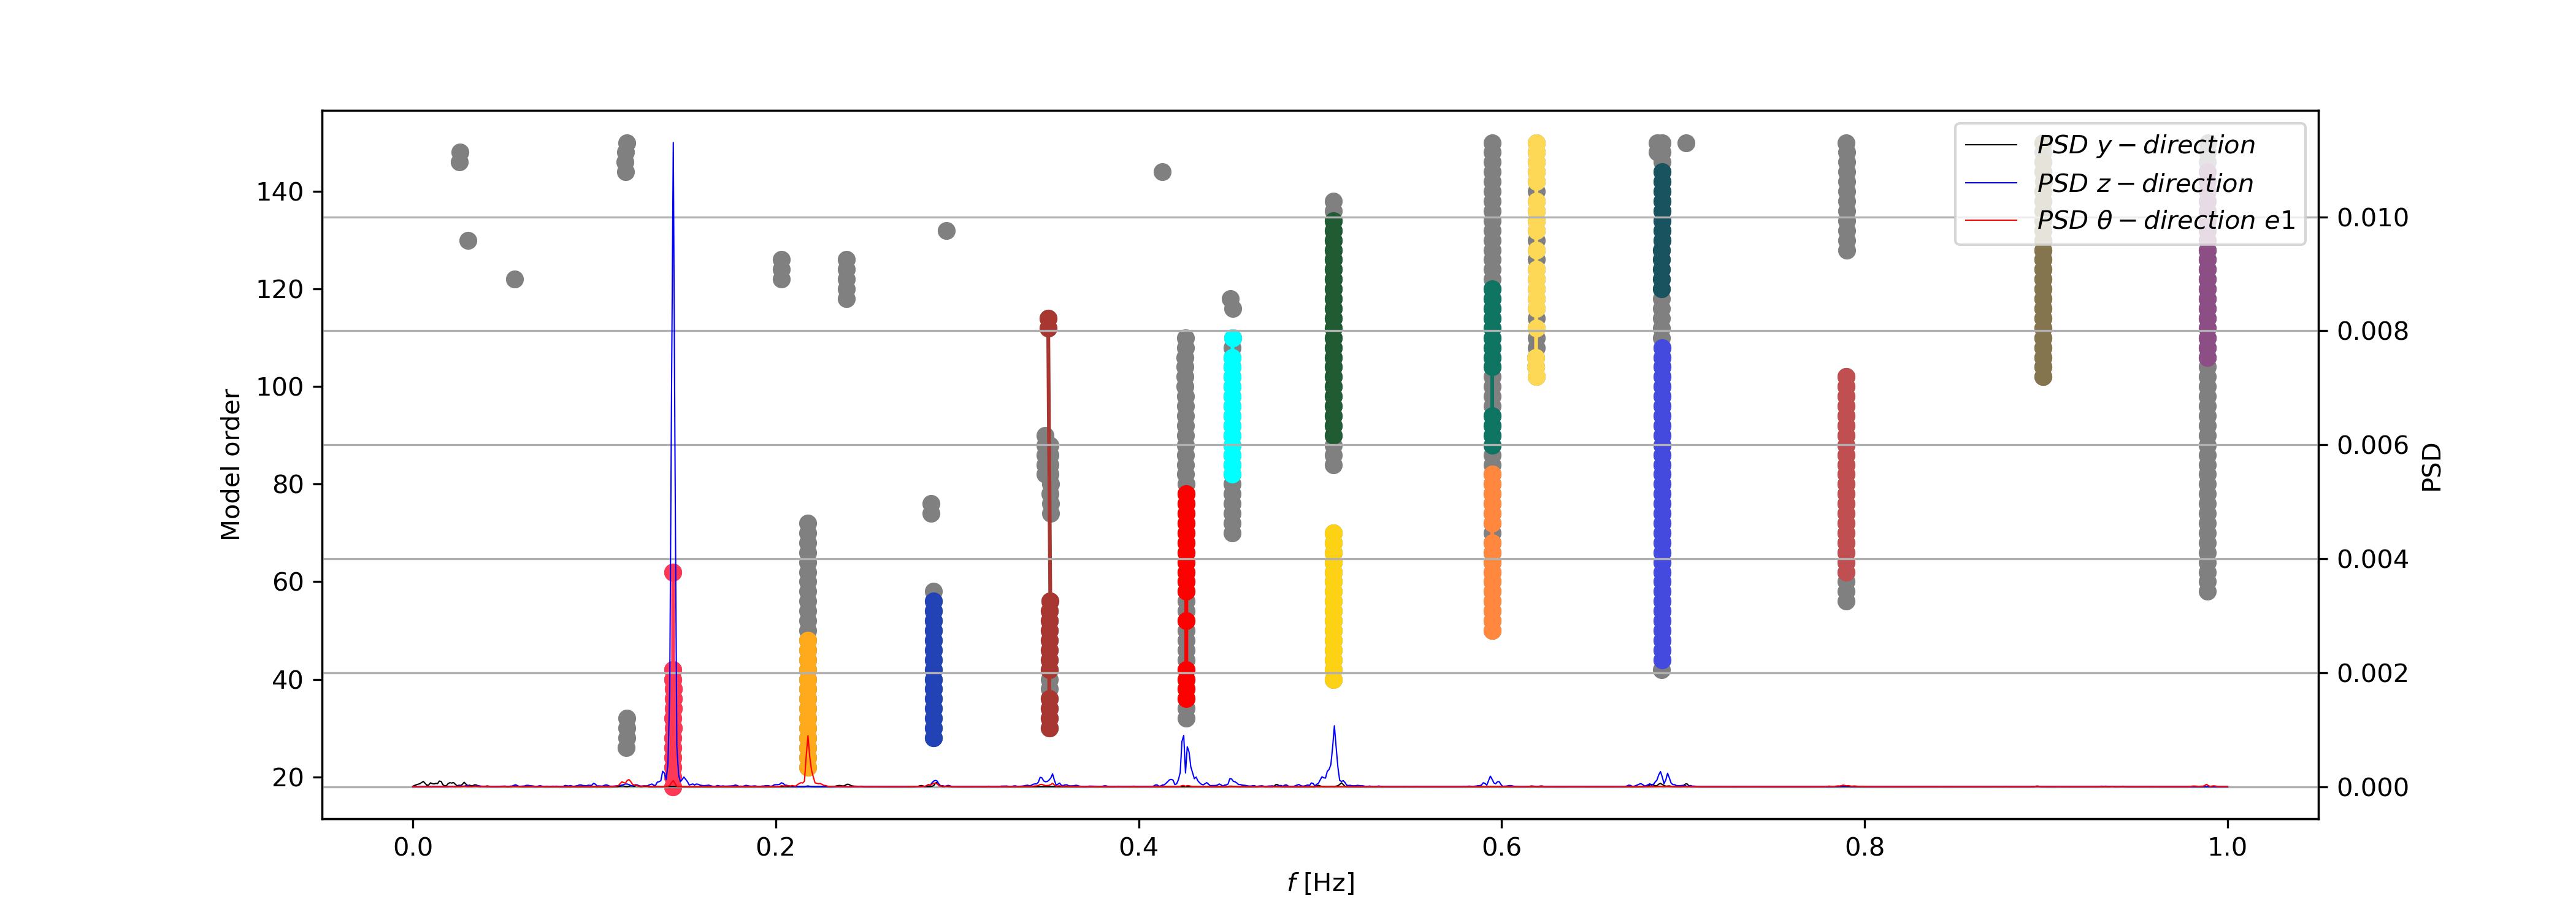 PSD y − direction
PSD z − direction
PSD θ − direction e1
140
120
100
80
60
40
20
Model order
0.010
0.008
0.006
0.004
0.002
0.000
PSD
0.0 0.2 0.4 0.6 0.8 1.0
f [Hz]